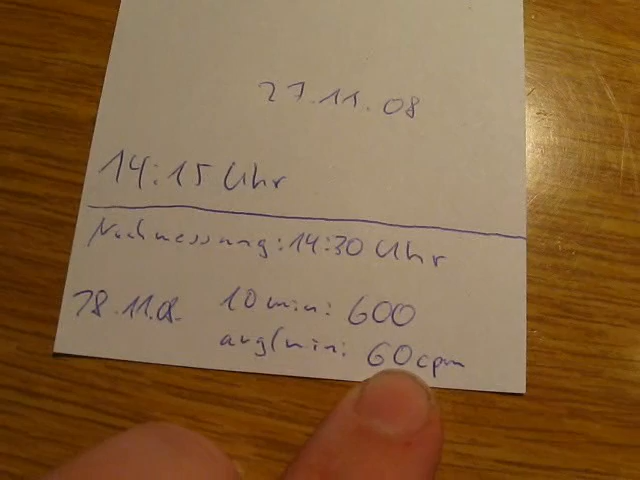 27.11.08
14:15 Uhr
Nachmessung: 14:30 Uhr
28.11.08. 10 min: 600
avg/min: 60cpm